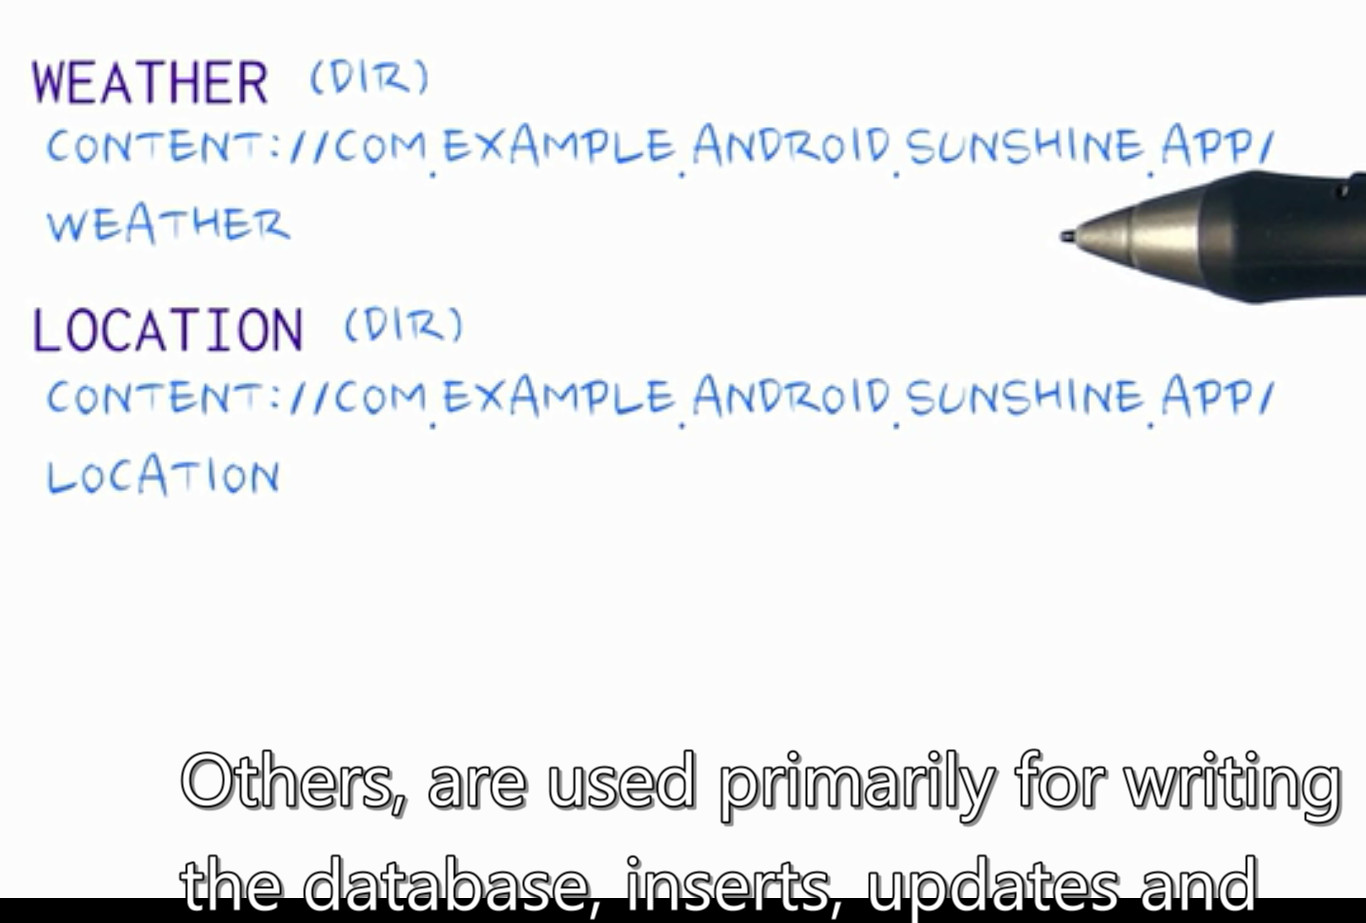 WEATHER (DIR)
CONTENT://COM.EXAMPLE.ANDROID.SUNSHINE.APP/
WEATHER
LOCATION (DIR)
CONTENT://COM.EXAMPLE.ANDROID.SUNSHINE.APP/
LOCATION
Others, are used primarily for writing
the database, inserts, updates and